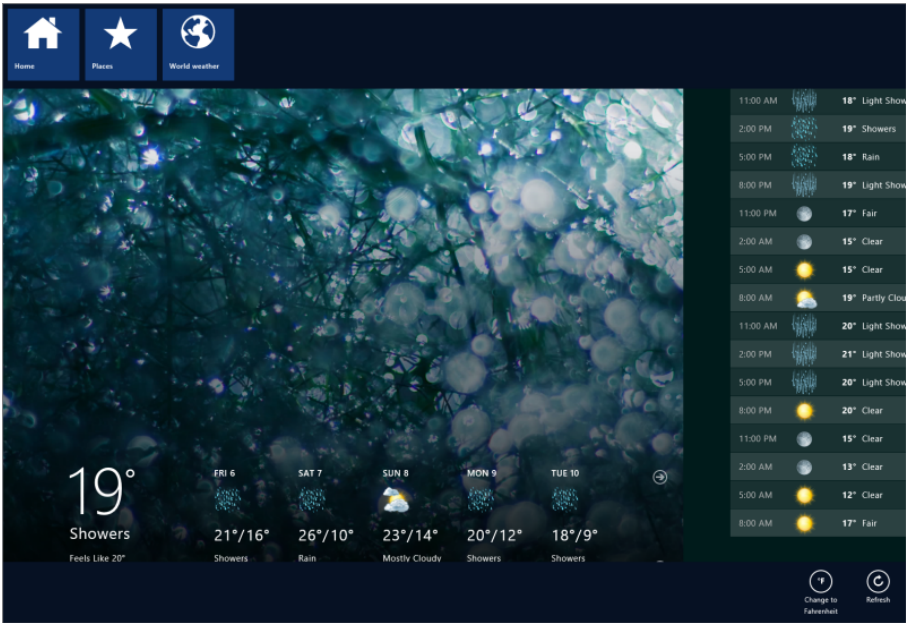 Home
Places
World weather
19°
Showers
Feels Like 20°
FRI 6
21°/16°
Showers
SAT 7
26°/10°
Rain
SUN 8
23°/14°
Mostly Cloudy
MON 9
20°/12°
Showers
TUE 10
18°/9°
Showers
11:00 AM 18° Light Show
2:00 PM 19° Showers
5:00 PM 18° Rain
8:00 PM 19° Light Show
11:00 PM 17° Fair
2:00 AM 15° Clear
5:00 AM 15° Clear
8:00 AM 19° Partly Clou
11:00 AM 20° Light Show
2:00 PM 21° Light Show
5:00 PM 20° Light Show
8:00 PM 20° Clear
11:00 PM 15° Clear
2:00 AM 13° Clear
5:00 AM 12° Clear
8:00 AM 17° Fair
°F
Change to
Fahrenheit
Refresh